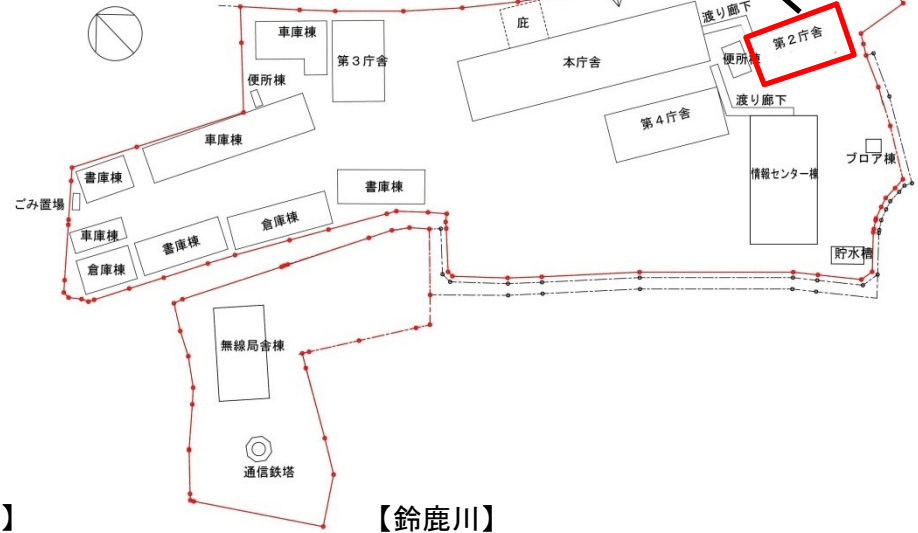 車庫棟
第3庁舎
庇
本庁舎
渡り廊下
便所棟
第2庁舎
便所棟
車庫棟
第4庁舎
渡り廊下
ブロア棟
情報センター棟
書庫棟
書庫棟
ごみ置場
車庫棟
書庫棟
倉庫棟
倉庫棟
貯水槽
無線局舎棟
通信鉄塔
】
【鈴鹿川】